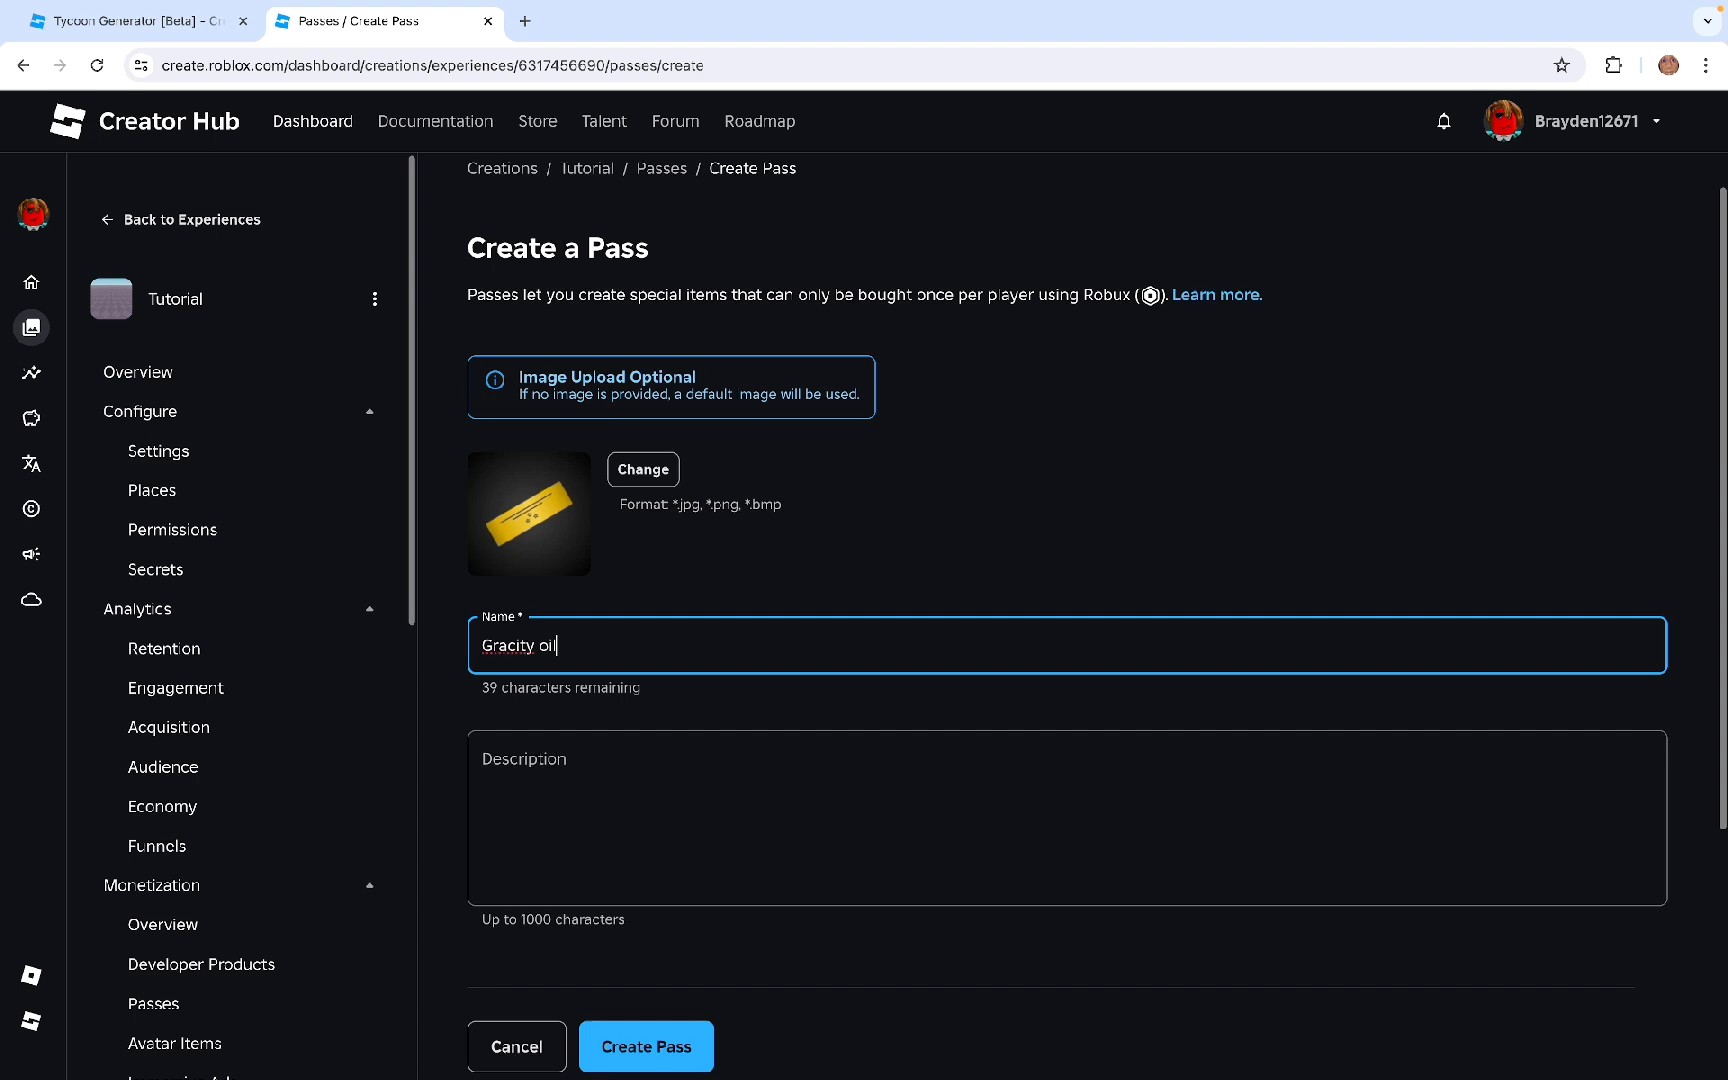 Tycoon Generator [Beta] - Cr
Passes / Create Pass
create.roblox.com/dashboard/creations/experiences/6317456690/passes/create
Creator Hub
Dashboard
Documentation
Store
Talent
Forum
Roadmap
Brayden12671
Creations / Tutorial / Passes / Create Pass
Back to Experiences
Tutorial
Overview
Configure
Settings
Places
Permissions
Secrets
Analytics
Retention
Engagement
Acquisition
Audience
Economy
Funnels
Monetization
Overview
Developer Products
Passes
Avatar Items
Create a Pass
Passes let you create special items that can only be bought once per player using Robux ( ). Learn more.
Image Upload Optional
If no image is provided, a default image will be used.
Change
Format: *.jpg, *.png, *.bmp
Name *
Gracity oil
39 characters remaining
Description
Up to 1000 characters
Cancel
Create Pass